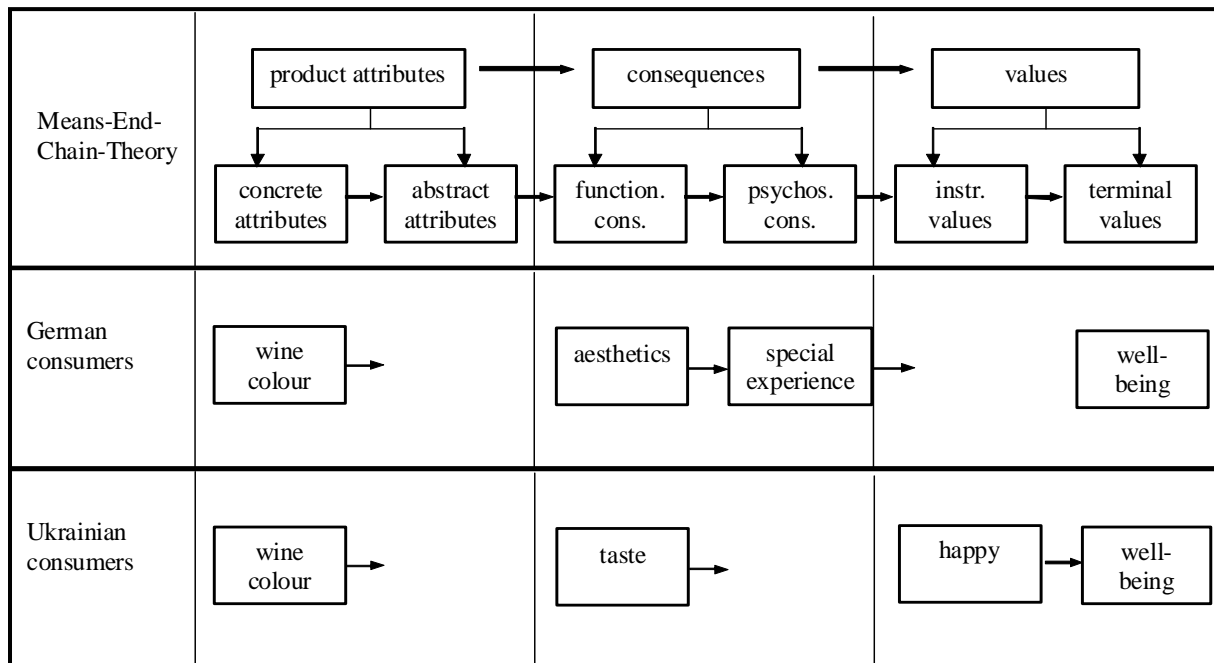 product attributes
consequences
values
Means-End-
Chain-Theory
concrete
attributes
abstract
attributes
function.
cons.
psychos.
cons.
instr.
values
terminal
values
German
consumers
wine
colour
aesthetics
special
experience
well-
being
Ukrainian
consumers
wine
colour
taste
happy
well-
being